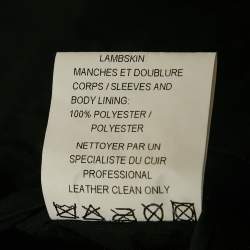 LAMBSKIN
MANCHES ET DOUBLURE
CORPS / SLEEVES AND
BODY LINING:
100% POLYESTER /
POLYESTER
NETTOYER PAR UN
SPECIALISTE DU CUIR
PROFESSIONAL
LEATHER CLEAN ONLY